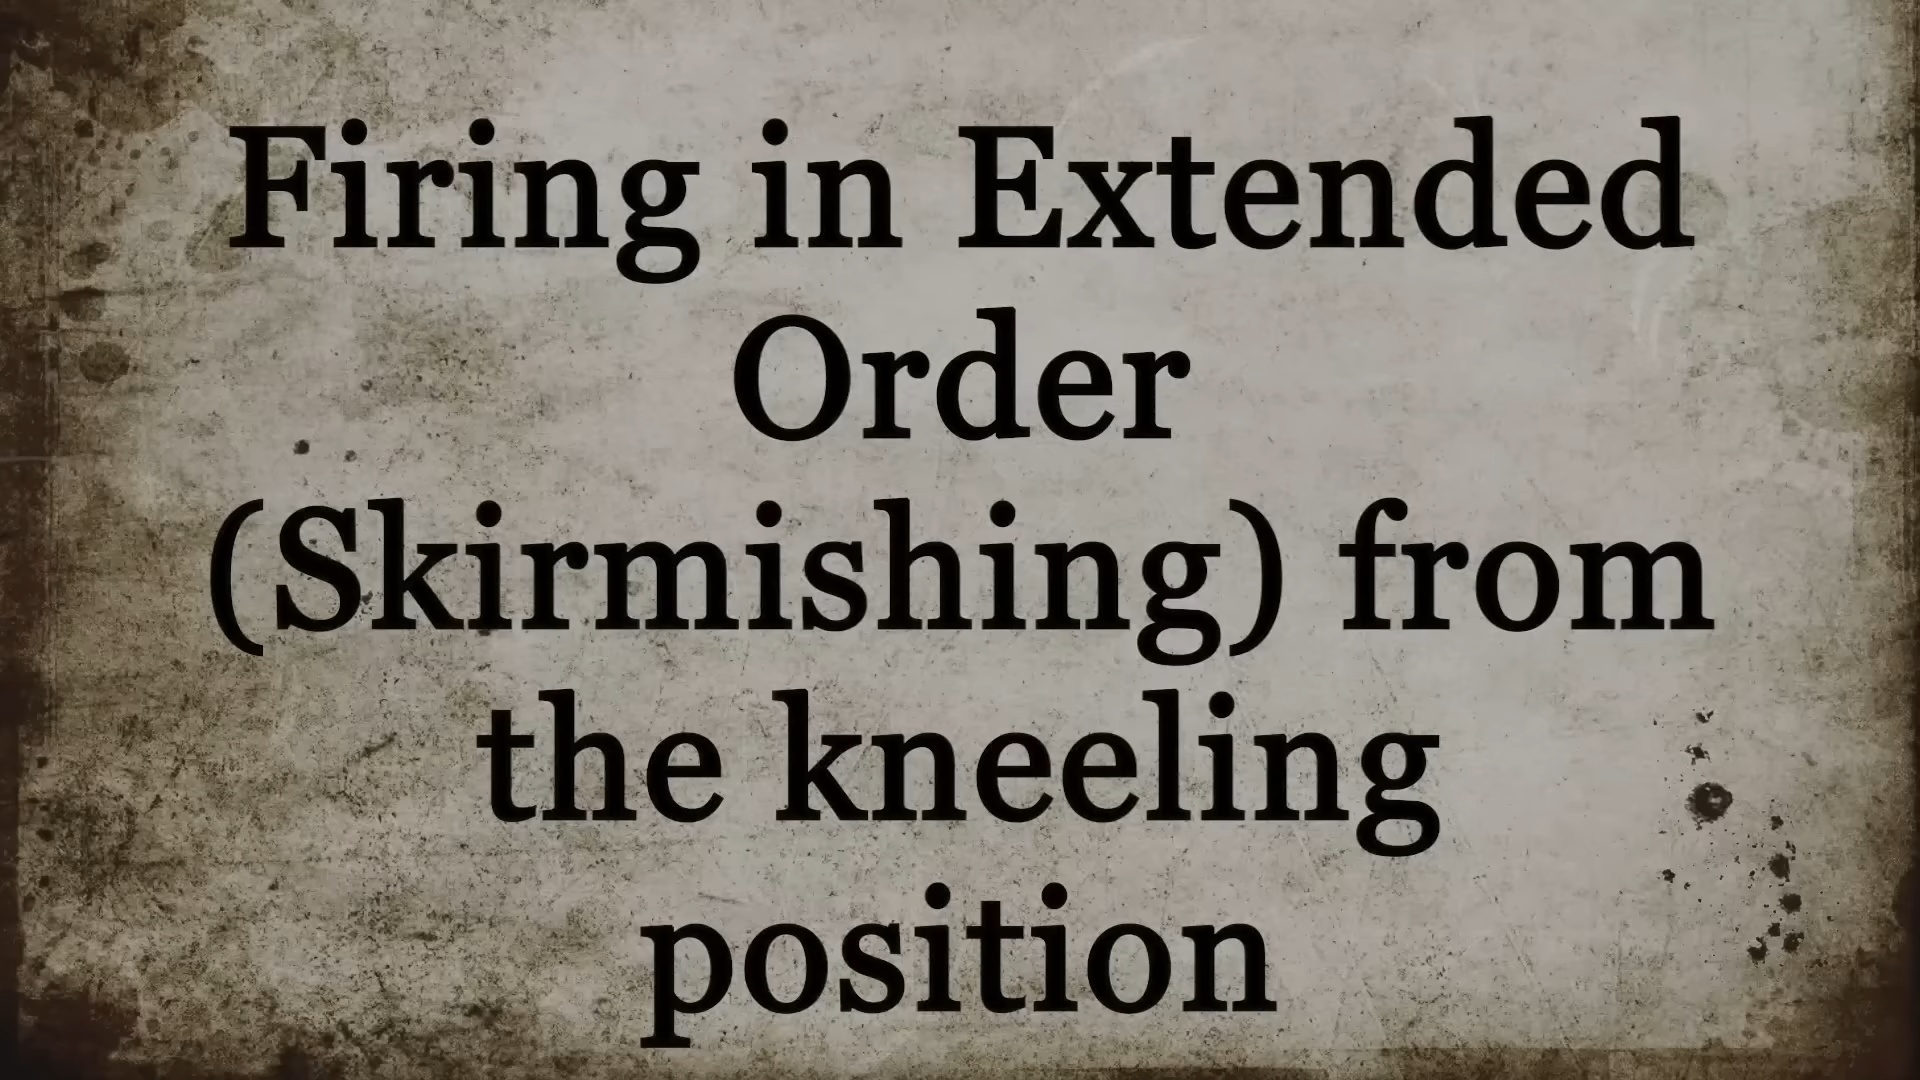 Firing in Extended
Order
(Skirmishing) from
the kneeling
position